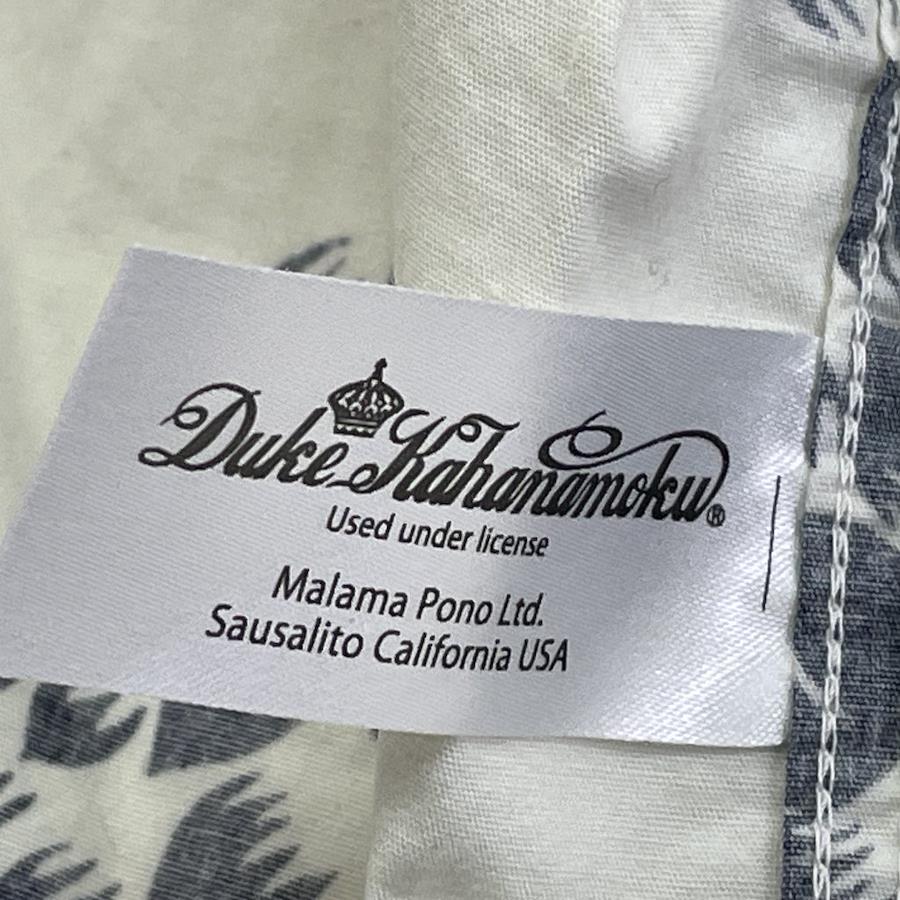 Duke Kahanamoku®
Used under license
Malama Pono Ltd.
Sausalito California USA